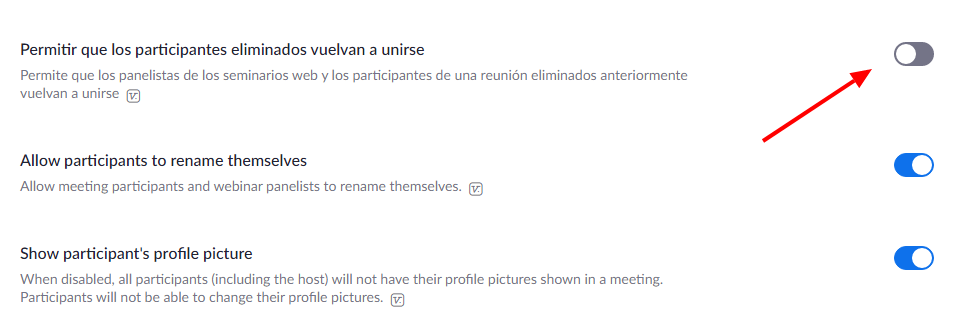 Permitir que los participantes eliminados vuelvan a unirse
Permite que los panelistas de los seminarios web y los participantes de una reunión eliminados anteriormente
vuelvan a unirse
Allow participants to rename themselves
Allow meeting participants and webinar panelists to rename themselves.
Show participant's profile picture
When disabled, all participants (including the host) will not have their profile pictures shown in a meeting.
Participants will not be able to change their profile pictures.